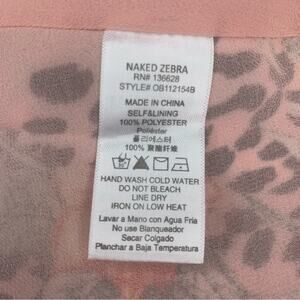 NAKED ZEBRA
RN# 136628
STYLE# OB112154B
MADE IN CHINA
SELF&LINING
100% POLYESTER
Poliéster
폴리에스터
100% 聚酯纤维
HAND WASH COLD WATER
DO NOT BLEACH
LINE DRY
IRON ON LOW HEAT
Lavar a Mano con Agua Fria
No use Blanqueador
Secar Colgado
Planchar a Baja Temperatura